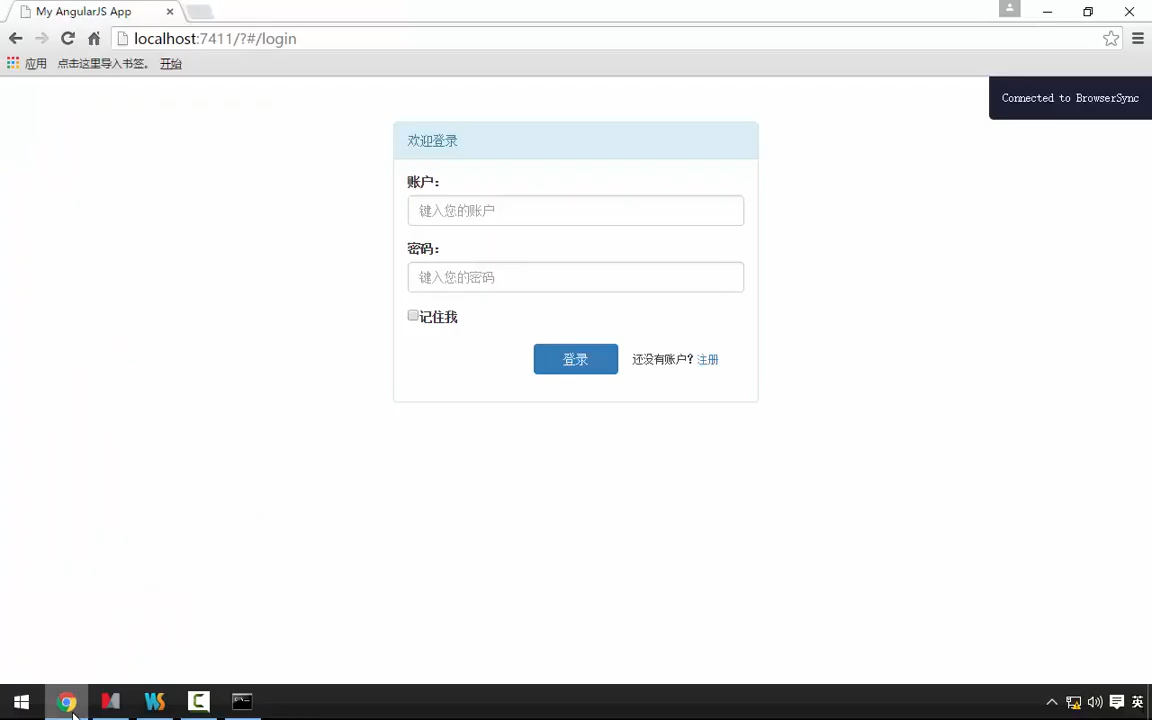 My AngularJS App
localhost:7411/?#/login
应用 点击这里导入书签。 开始
Connected to BrowserSync
欢迎登录
账户：
键入您的账户
密码：
键入您的密码
记住我
登录 还没有账户? 注册
英